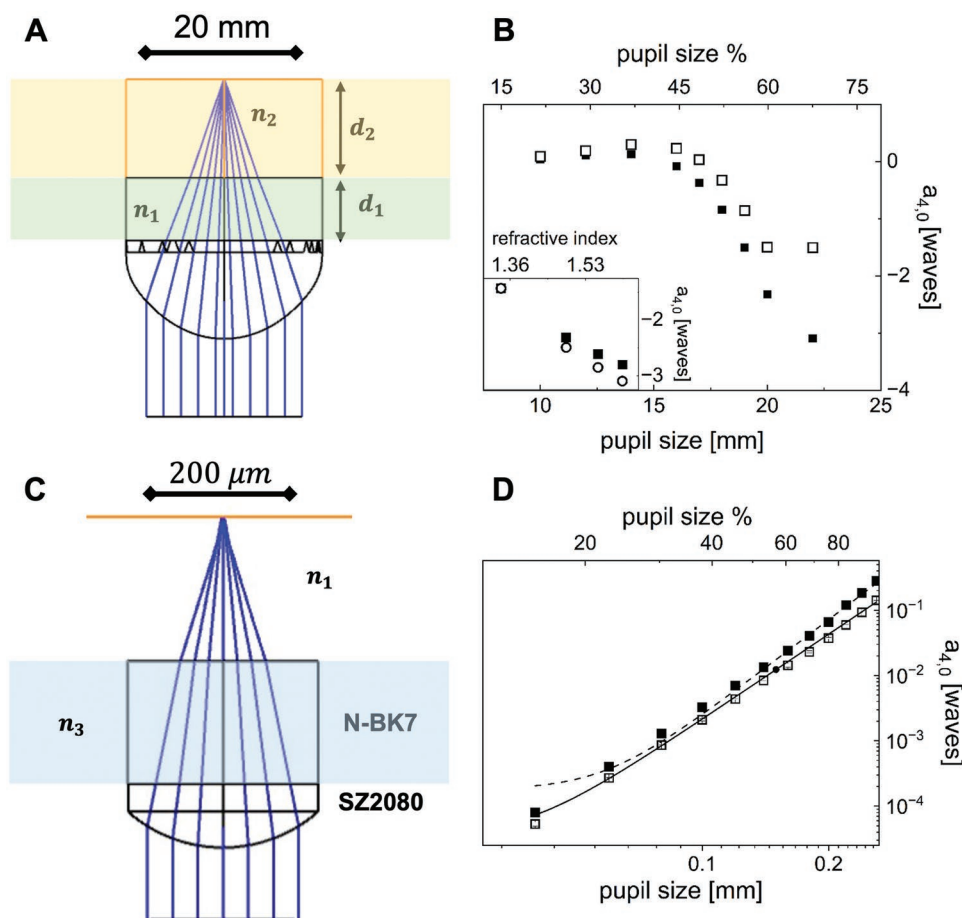 A
20 mm
n₂
d₂
n₁
d₁
B
pupil size %
15 30 45 60 75
0
−2
−4
a₄,₀ [waves]
refractive index
1.36 1.53
−2
−3
a₄,₀ [waves]
10 15 20 25
pupil size [mm]
C
200 μm
n₁
n₃
N-BK7
SZ2080
D
pupil size %
20 40 60 80
10⁻¹
10⁻²
10⁻³
10⁻⁴
a₄,₀ [waves]
0.1 0.2
pupil size [mm]